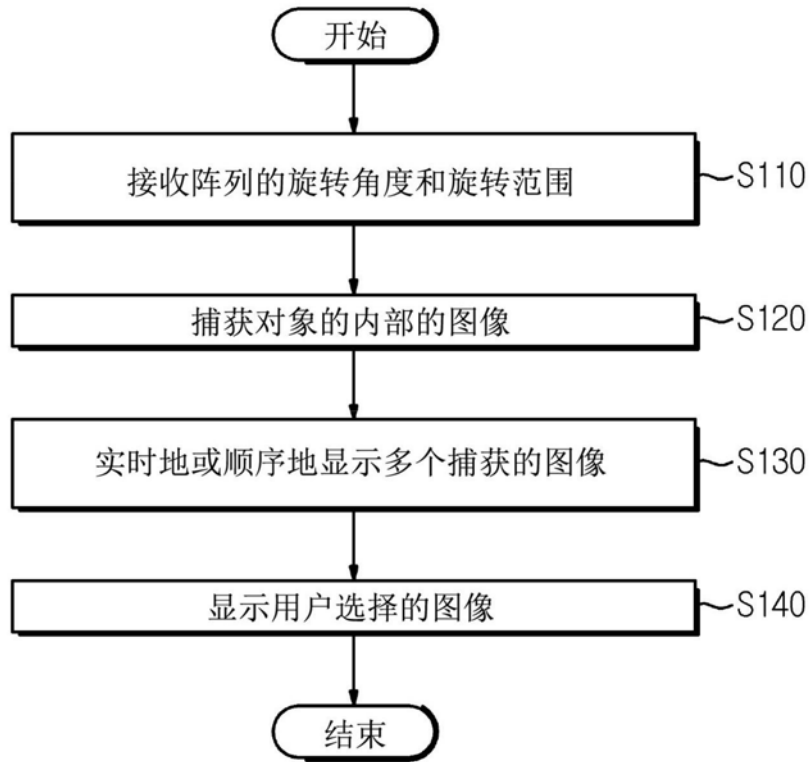 开始
接收阵列的旋转角度和旋转范围
S110
捕获对象的内部的图像
S120
实时地或顺序地显示多个捕获的图像
S130
显示用户选择的图像
S140
结束